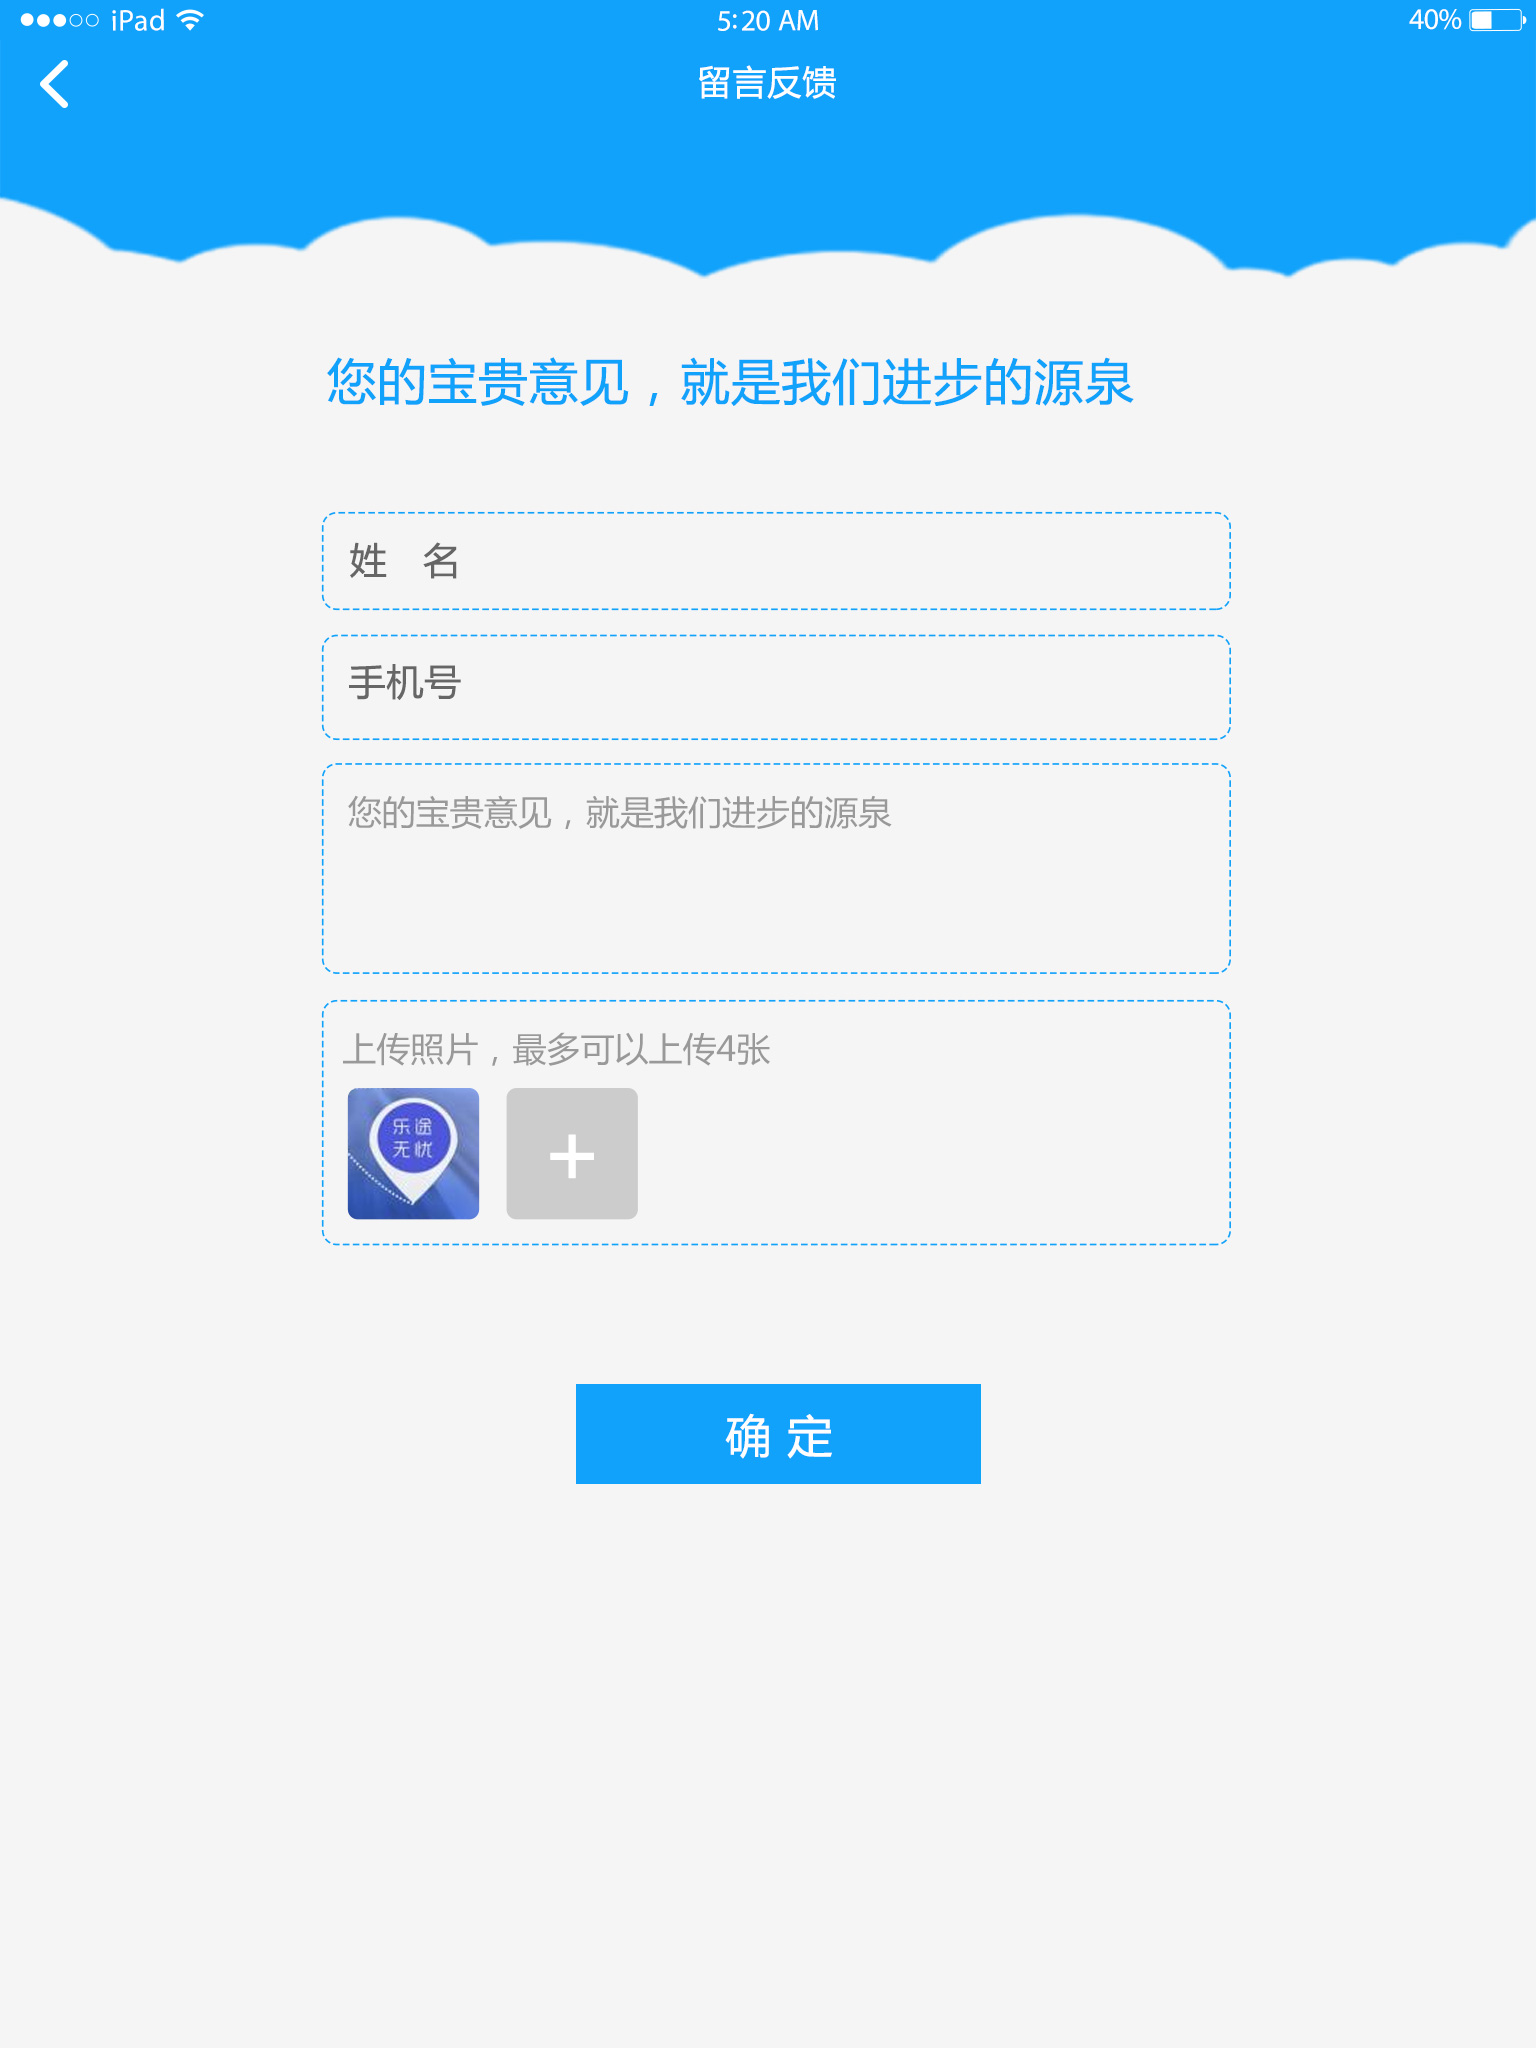 iPad 5:20 AM 40%
留言反馈
您的宝贵意见，就是我们进步的源泉
姓 名
手机号
您的宝贵意见，就是我们进步的源泉
上传照片，最多可以上传4张
乐途
无忧
确 定